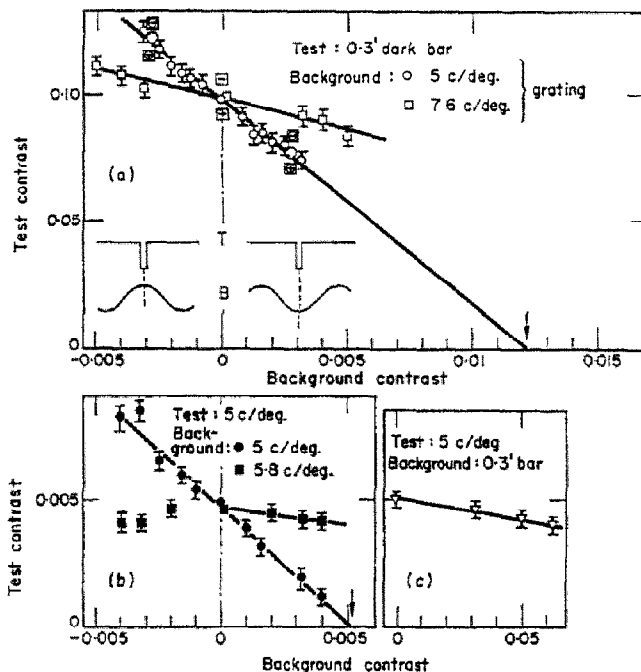 Test : 0·3' dark bar
Background : ○ 5 c/deg.
□ 7·6 c/deg.
grating
0·10
0·05
0
Test contrast
(a)
T
B
-0·005
0
0·005
0·01
0·015
Background contrast
Test : 5 c/deg.
Back-
ground : ● 5 c/deg.
■ 5·8 c/deg.
0·005
0
Test contrast
(b)
-0·005
0
0·005
Background contrast
Test : 5 c/deg
Background : 0·3' bar
(c)
0
0·05